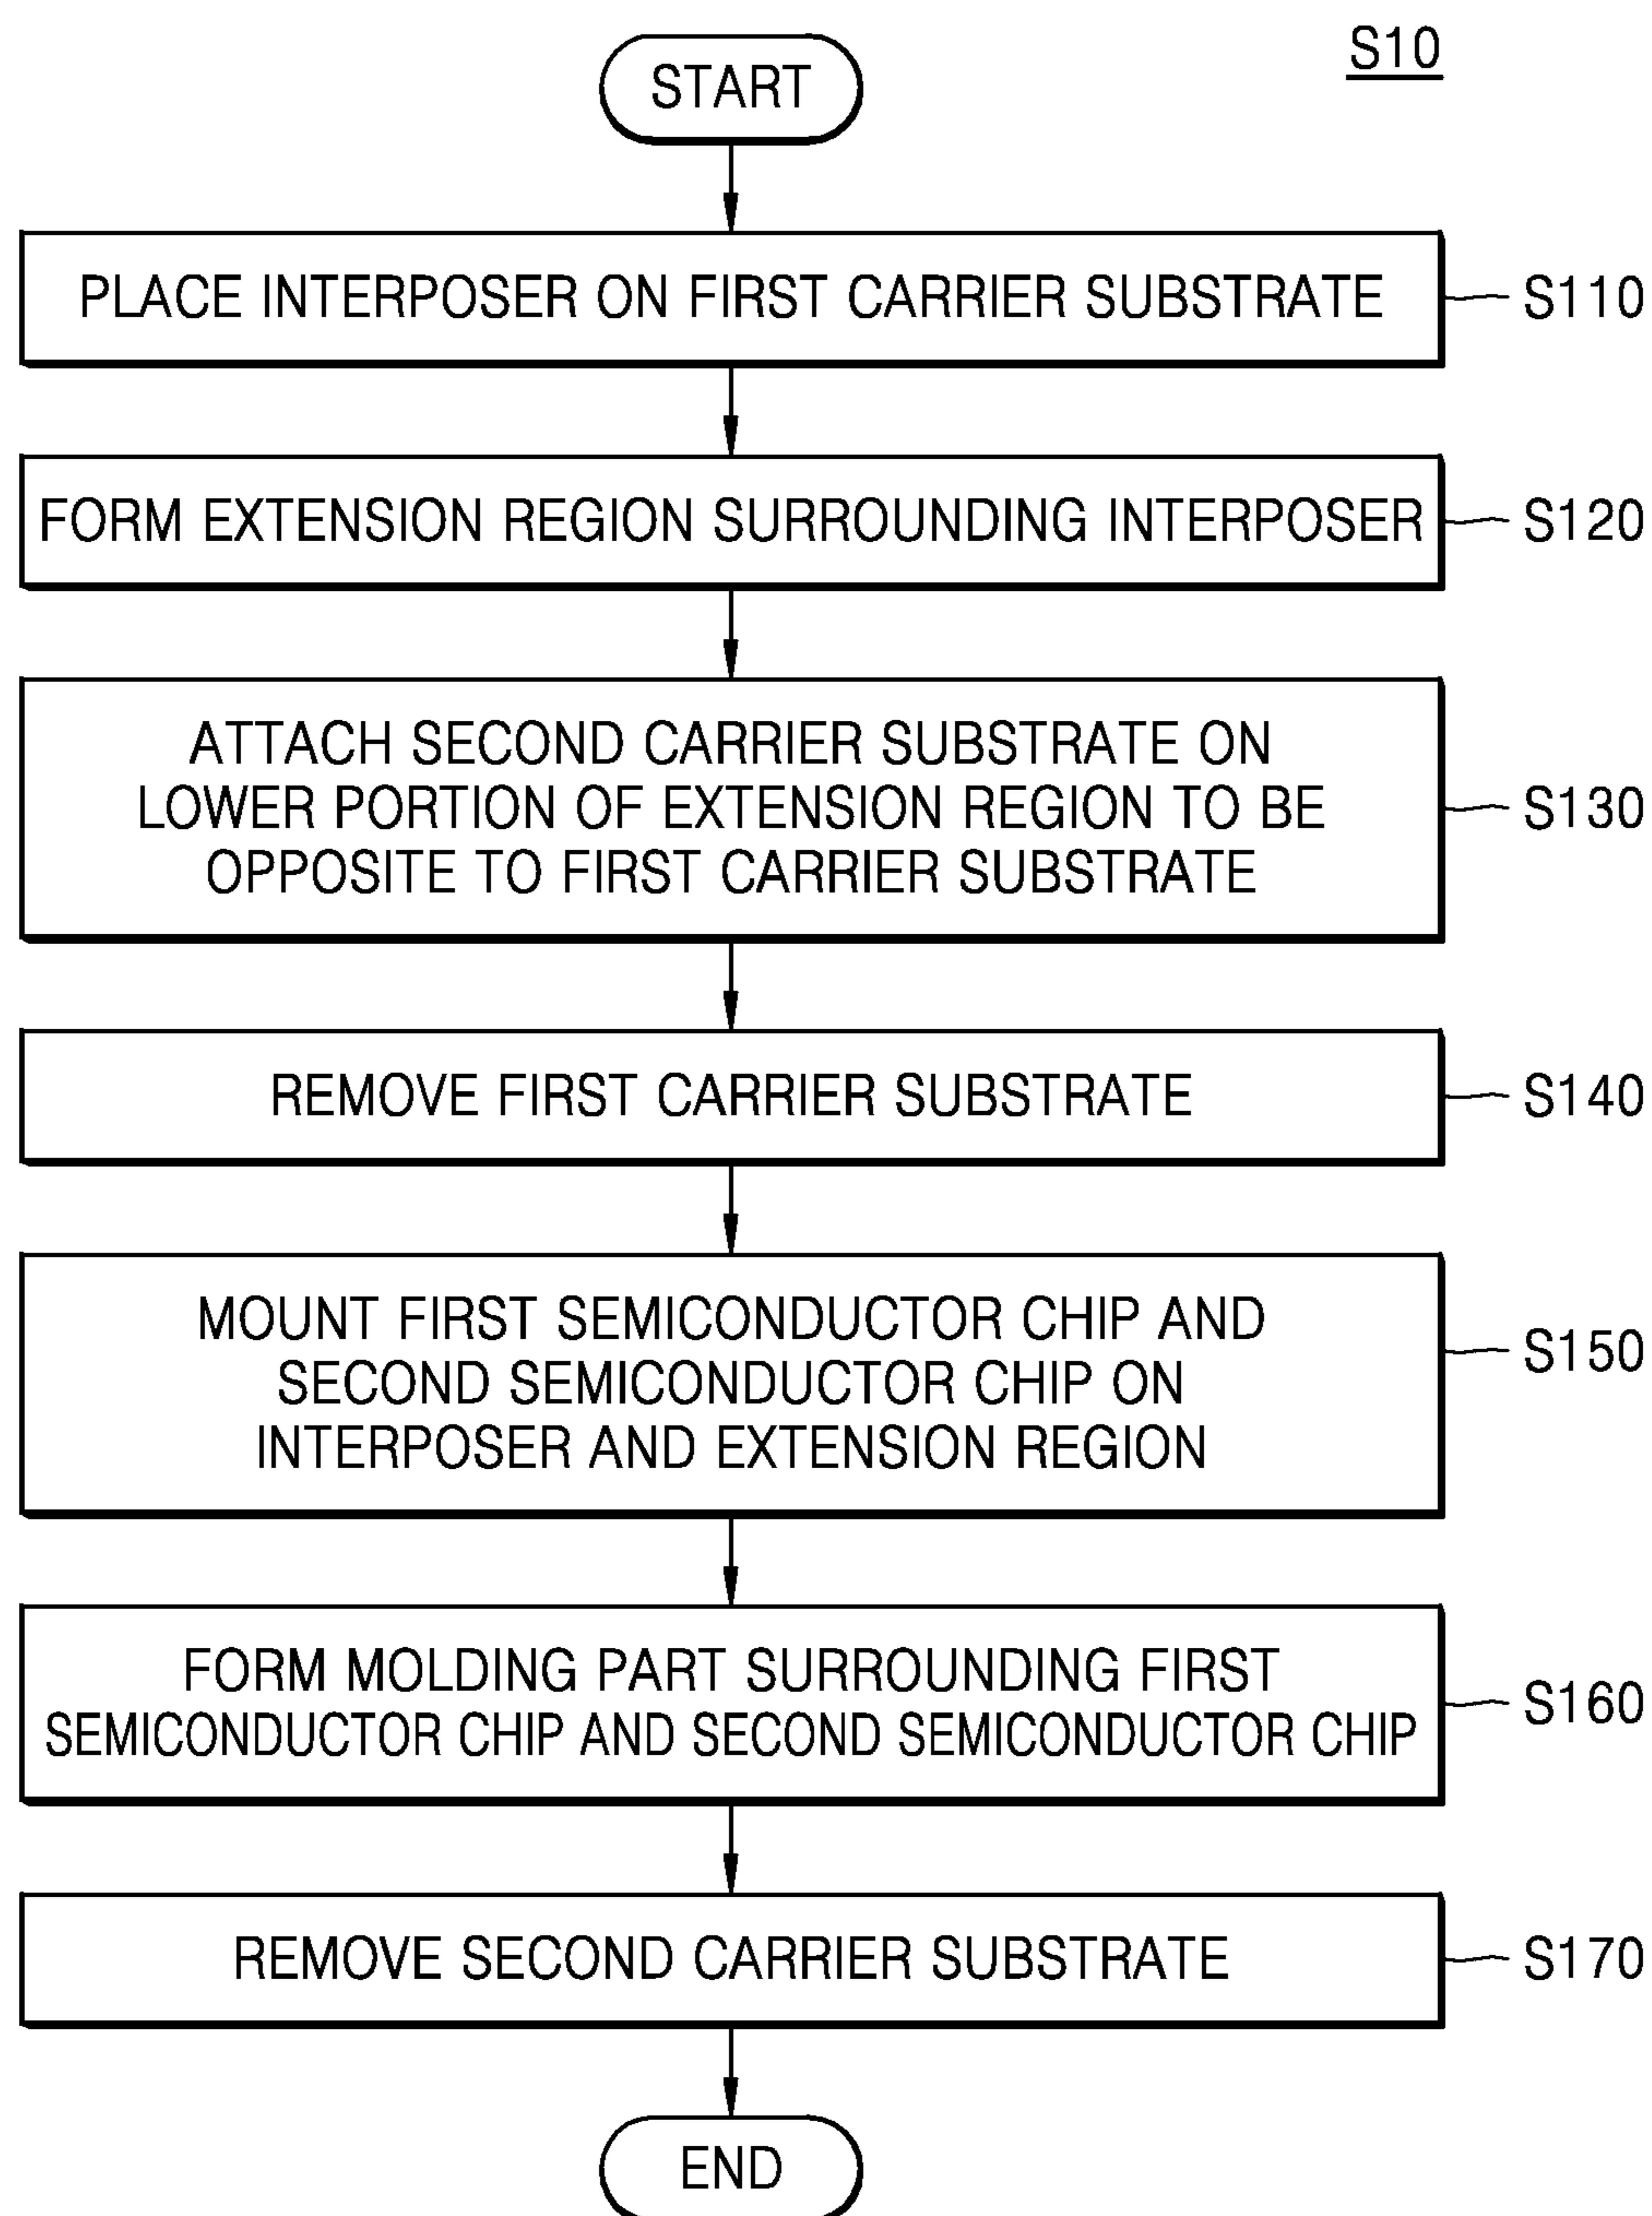 S10
START
PLACE INTERPOSER ON FIRST CARRIER SUBSTRATE
S110
FORM EXTENSION REGION SURROUNDING INTERPOSER
S120
ATTACH SECOND CARRIER SUBSTRATE ON
LOWER PORTION OF EXTENSION REGION TO BE
OPPOSITE TO FIRST CARRIER SUBSTRATE
S130
REMOVE FIRST CARRIER SUBSTRATE
S140
MOUNT FIRST SEMICONDUCTOR CHIP AND
SECOND SEMICONDUCTOR CHIP ON
INTERPOSER AND EXTENSION REGION
S150
FORM MOLDING PART SURROUNDING FIRST
SEMICONDUCTOR CHIP AND SECOND SEMICONDUCTOR CHIP
S160
REMOVE SECOND CARRIER SUBSTRATE
S170
END